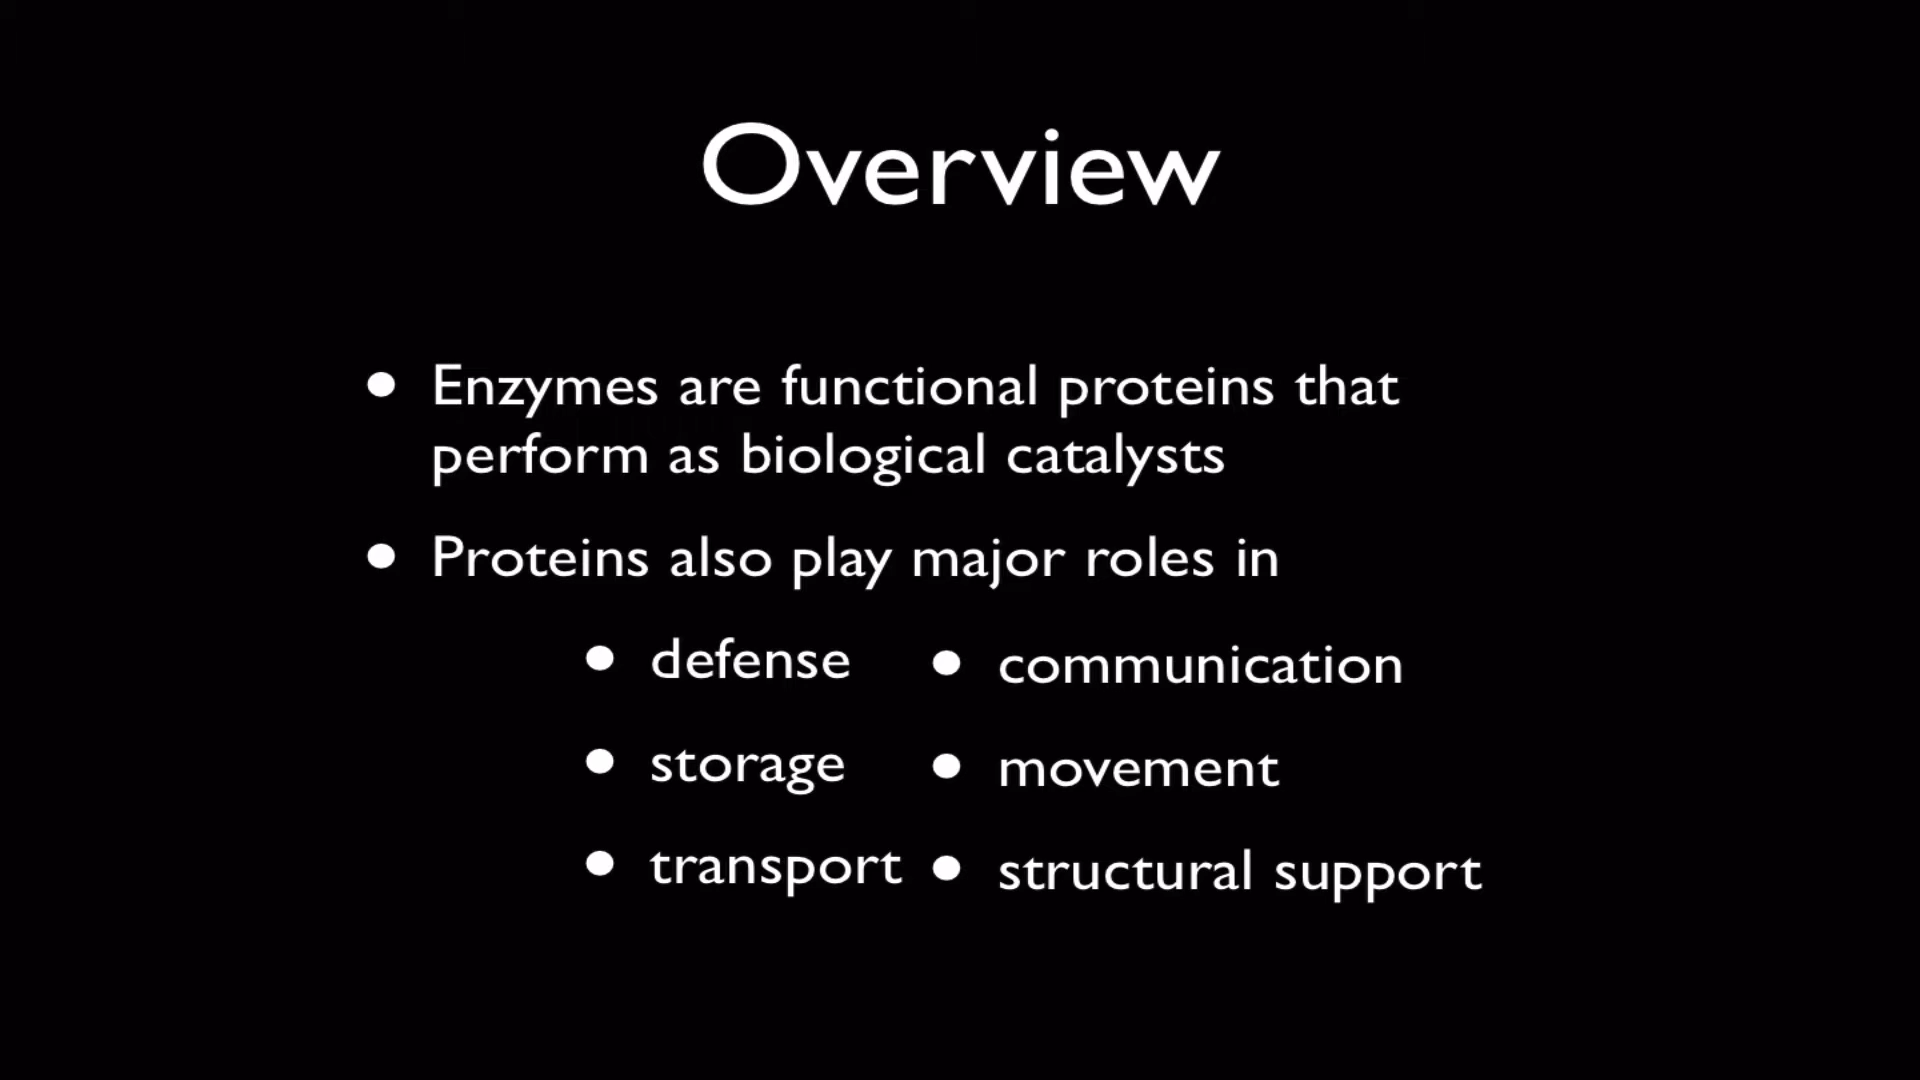 Overview
• Enzymes are functional proteins that
perform as biological catalysts
• Proteins also play major roles in
• defense
• storage
• transport
• communication
• movement
• structural support